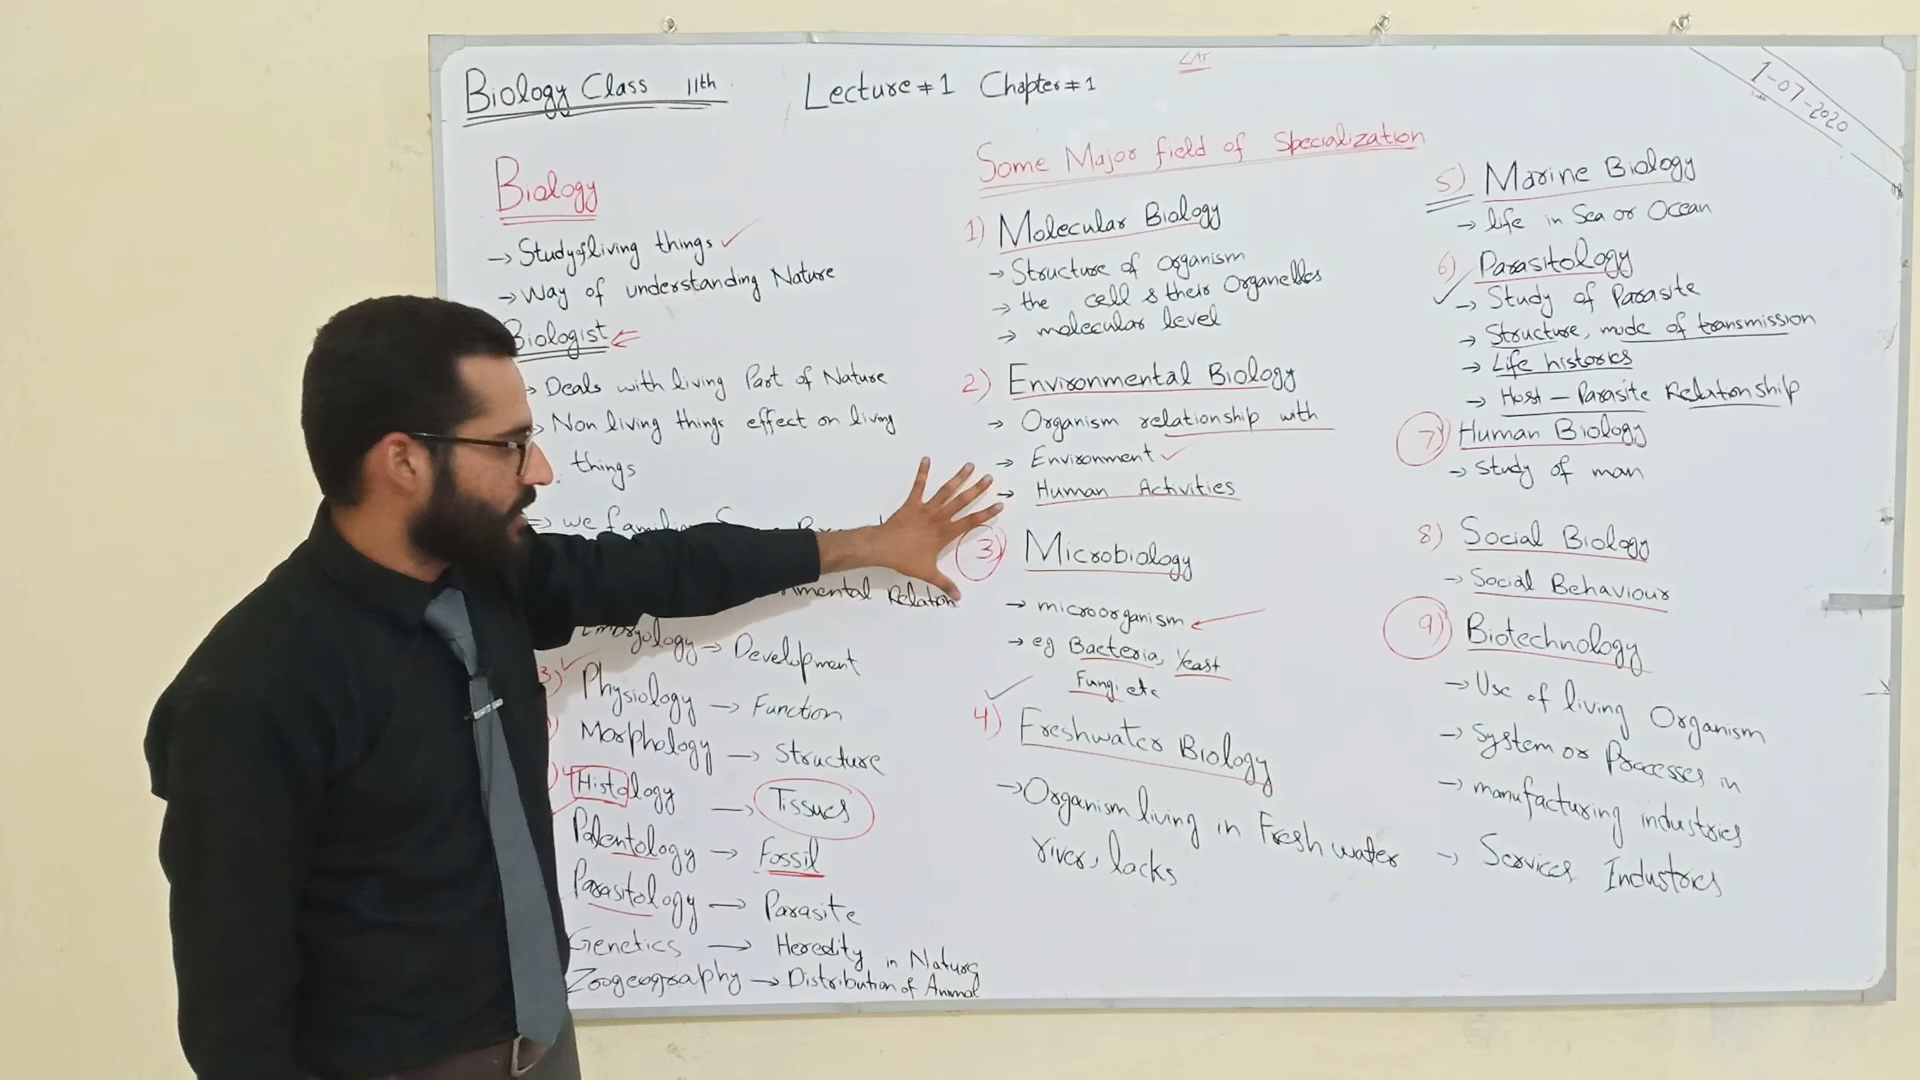 Biology Class 11th
Lecture #1 Chapter #1
1-07-2020
Biology
→ Study of living things
→ Way of understanding Nature
Biologist
Deals with living Part of Nature
Non living things effect on living
things
⇒ we
mental Relation
Embryology → Development
3) Physiology → Function
Morphology → Structure
Histology → Tissues
Palentology → Fossil
Parasitology → Parasite
Genetics → Heredity in Nature
Zoogeography → Distribution of Animal
Some Major field of Specialization
1) Molecular Biology
→ Structure of Organism
→ the cell & their Organelles
→ molecular level
2) Environmental Biology
→ Organism relationship with
→ Environment
→ Human Activities
3) Microbiology
→ microorganism
→ eg Bacteria, Yeast
Fungi etc
4) Freshwater Biology
→ Organism living in Fresh water
river, lacks
5) Marine Biology
→ life in Sea or Ocean
6) Parasitology
→ Study of Parasite
→ Structure, mode of transmission
→ Life histories
→ Host - Parasite Relationship
7) Human Biology
→ Study of man
8) Social Biology
→ Social Behaviour
9) Biotechnology
→ Use of living Organism
→ System or Processes in
→ manufacturing industries
→ Services Industries